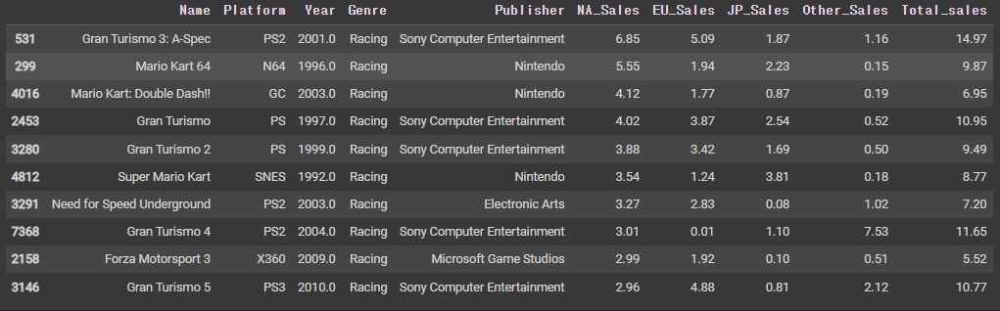 Name Platform Year Genre Publisher NA_Sales EU_Sales JP_Sales Other_Sales Total_sales
531 Gran Turismo 3: A-Spec PS2 2001.0 Racing Sony Computer Entertainment 6.85 5.09 1.87 1.16 14.97
299 Mario Kart 64 N64 1996.0 Racing Nintendo 5.55 1.94 2.23 0.15 9.87
4016 Mario Kart: Double Dash!! GC 2003.0 Racing Nintendo 4.12 1.77 0.87 0.19 6.95
2453 Gran Turismo PS 1997.0 Racing Sony Computer Entertainment 4.02 3.87 2.54 0.52 10.95
3280 Gran Turismo 2 PS 1999.0 Racing Sony Computer Entertainment 3.88 3.42 1.69 0.50 9.49
4812 Super Mario Kart SNES 1992.0 Racing Nintendo 3.54 1.24 3.81 0.18 8.77
3291 Need for Speed Underground PS2 2003.0 Racing Electronic Arts 3.27 2.83 0.08 1.02 7.20
7368 Gran Turismo 4 PS2 2004.0 Racing Sony Computer Entertainment 3.01 0.01 1.10 7.53 11.65
2158 Forza Motorsport 3 X360 2009.0 Racing Microsoft Game Studios 2.99 1.92 0.10 0.51 5.52
3146 Gran Turismo 5 PS3 2010.0 Racing Sony Computer Entertainment 2.96 4.88 0.81 2.12 10.77